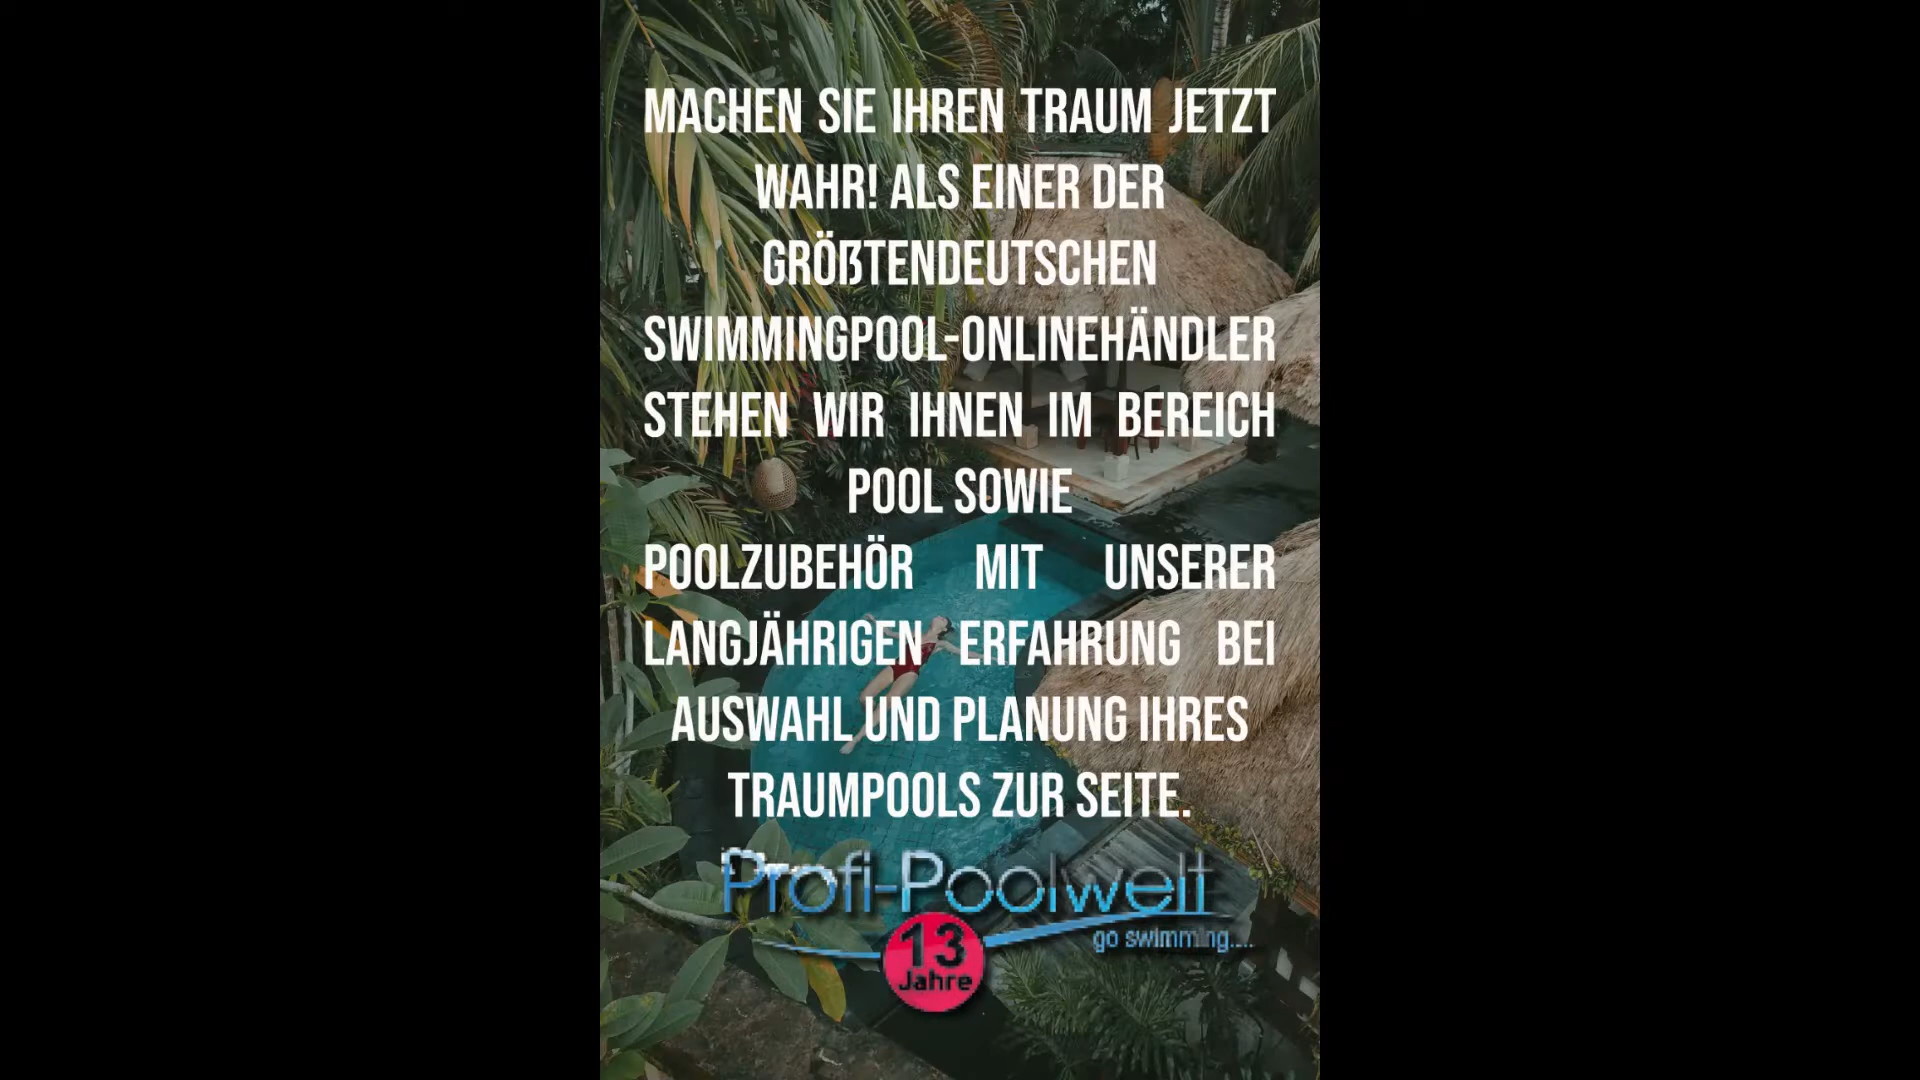 MACHEN SIE IHREN TRAUM JETZT
WAHR! ALS EINER DER
GRÖßTENDEUTSCHEN
SWIMMINGPOOL-ONLINEHÄNDLER
STEHEN WIR IHNEN IM BEREICH
POOL SOWIE
POOLZUBEHÖR MIT UNSERER
LANGJÄHRIGEN ERFAHRUNG BEI
AUSWAHL UND PLANUNG IHRES
TRAUMPOOLS ZUR SEITE.
Profi-Poolwelt
go swimming....
13
Jahre